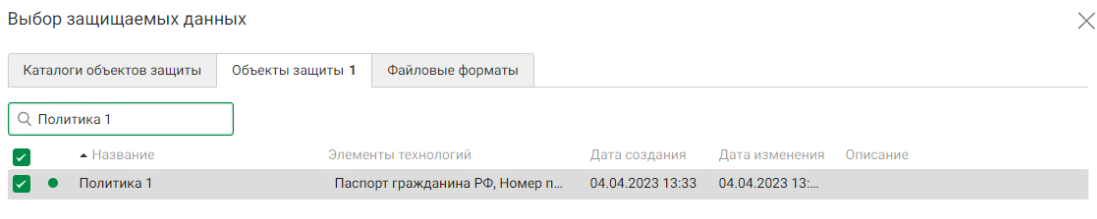 Выбор защищаемых данных
Каталоги объектов защиты Объекты защиты 1 Файловые форматы
Политика 1
Название Элементы технологий Дата создания Дата изменения Описание
Политика 1 Паспорт гражданина РФ, Номер п... 04.04.2023 13:33 04.04.2023 13:...